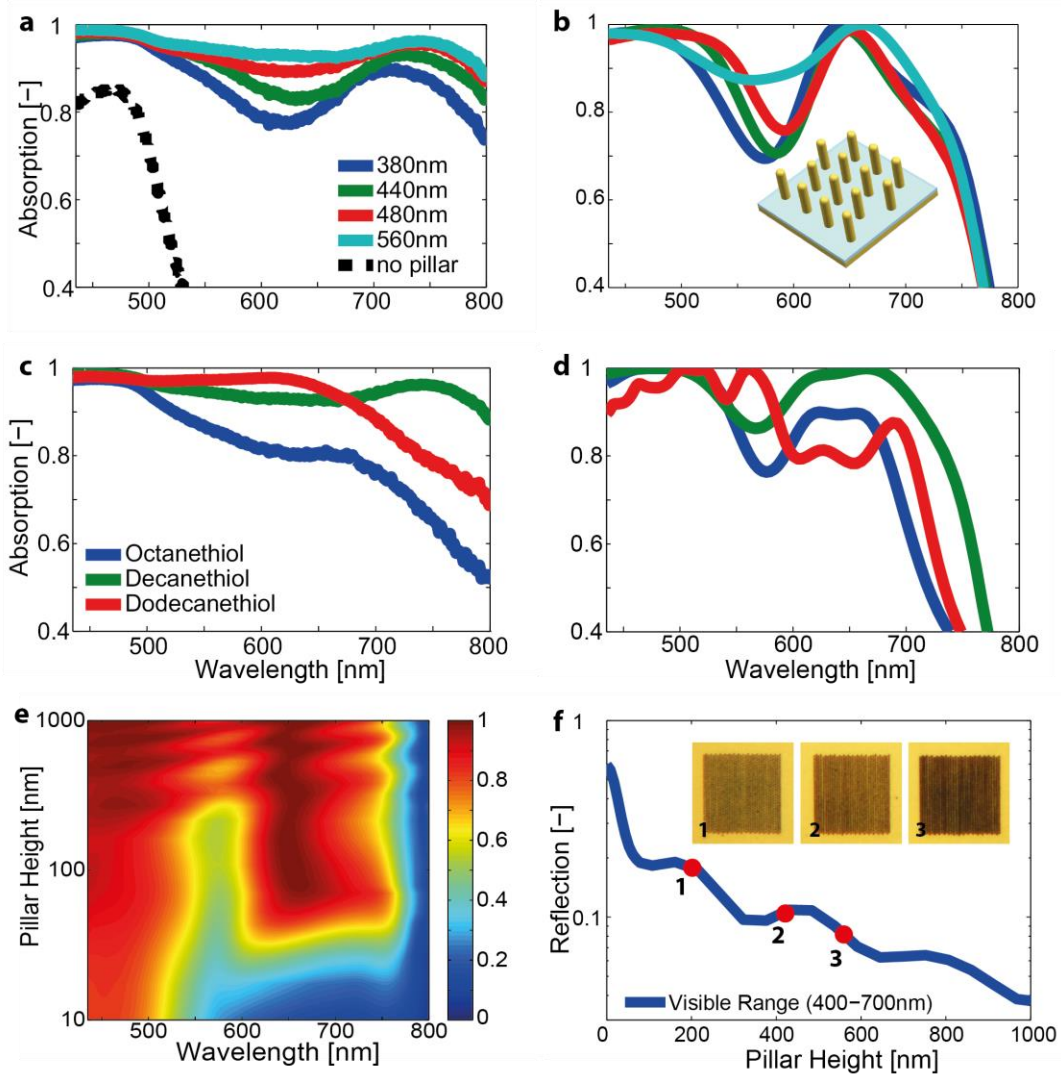 a
Absorption [−]
1
0.8
0.6
0.4
500 600 700 800
380nm
440nm
480nm
560nm
no pillar
b
1
0.8
0.6
0.4
500 600 700 800
c
Absorption [−]
1
0.8
0.6
0.4
500 600 700 800
Wavelength [nm]
Octanethiol
Decanethiol
Dodecanethiol
d
1
0.8
0.6
0.4
500 600 700 800
Wavelength [nm]
e
Pillar Height [nm]
1000
100
10
500 600 700 800
Wavelength [nm]
1
0.8
0.6
0.4
0.2
0
f
Reflection [−]
1
0.1
1 2 3
1
2
3
Visible Range (400−700nm)
0 200 400 600 800 1000
Pillar Height [nm]